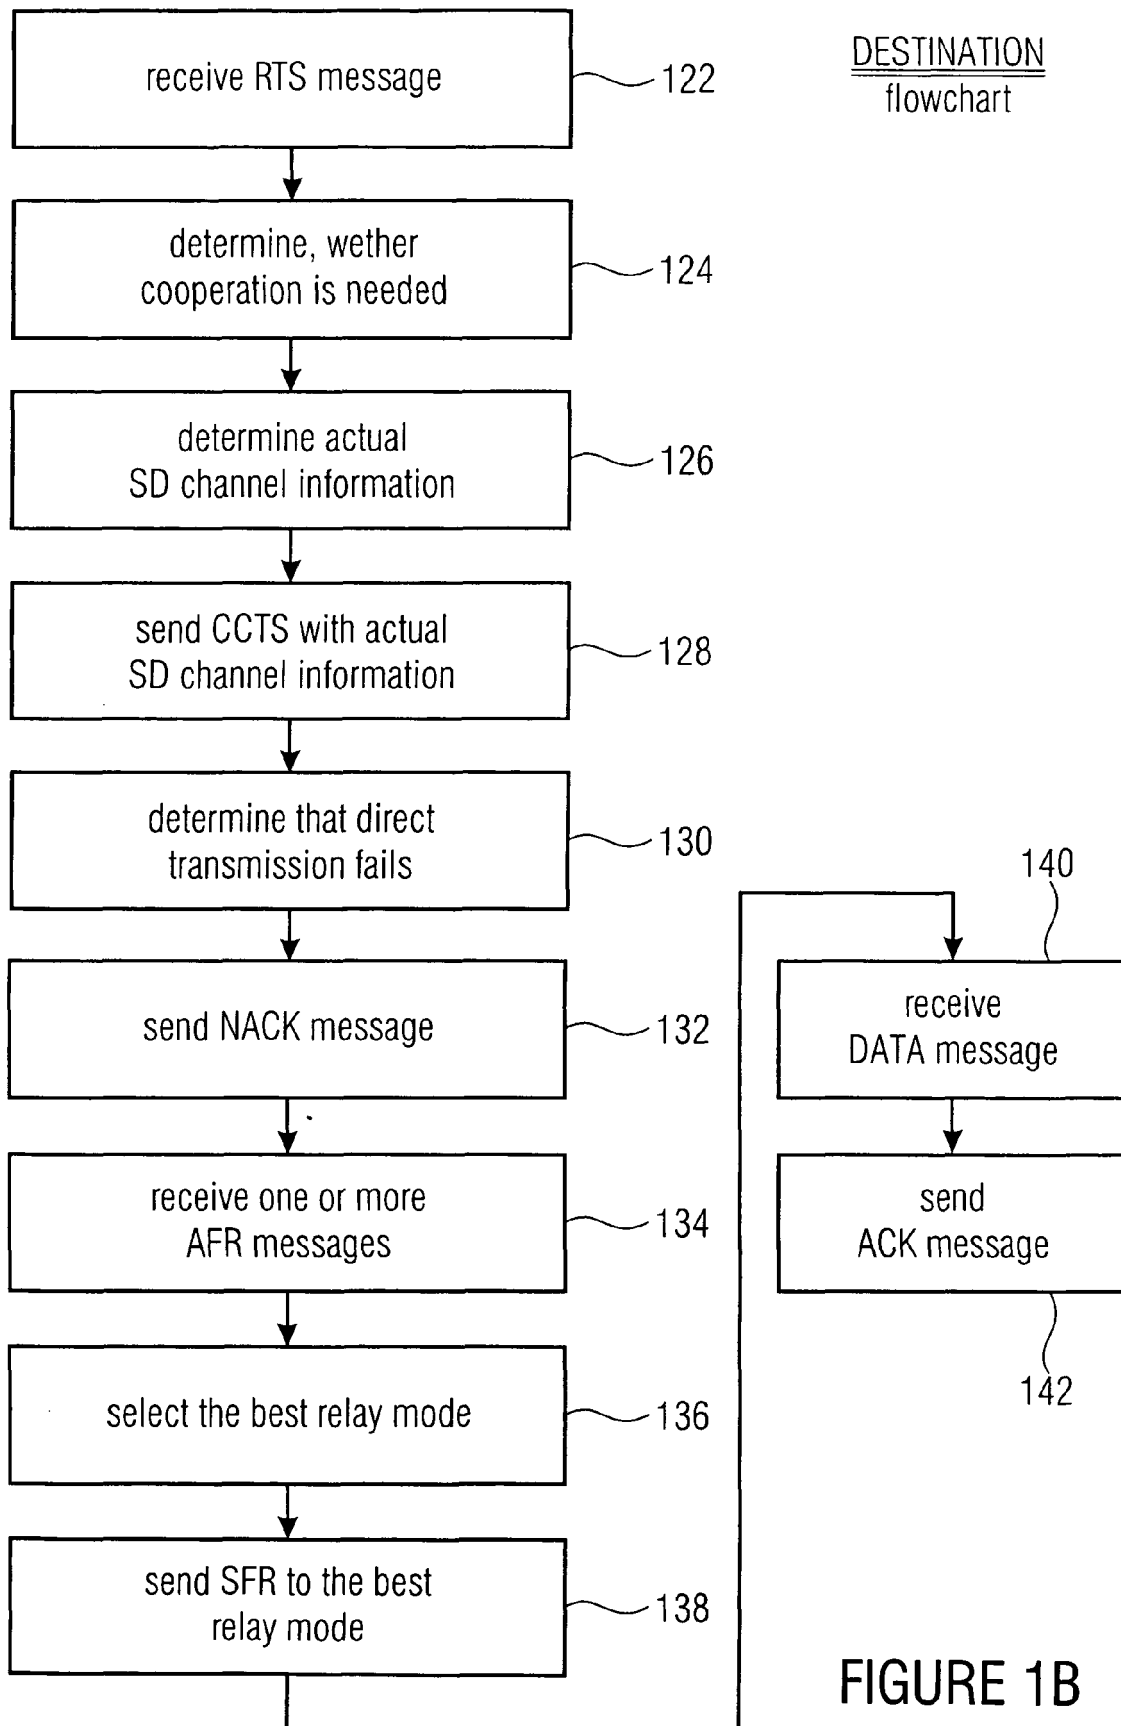 DESTINATION
flowchart
receive RTS message
122
determine, wether
cooperation is needed
124
determine actual
SD channel information
126
send CCTS with actual
SD channel information
128
determine that direct
transmission fails
130
send NACK message
132
receive one or more
AFR messages
134
select the best relay mode
136
send SFR to the best
relay mode
138
140
receive
DATA message
send
ACK message
142
FIGURE 1B